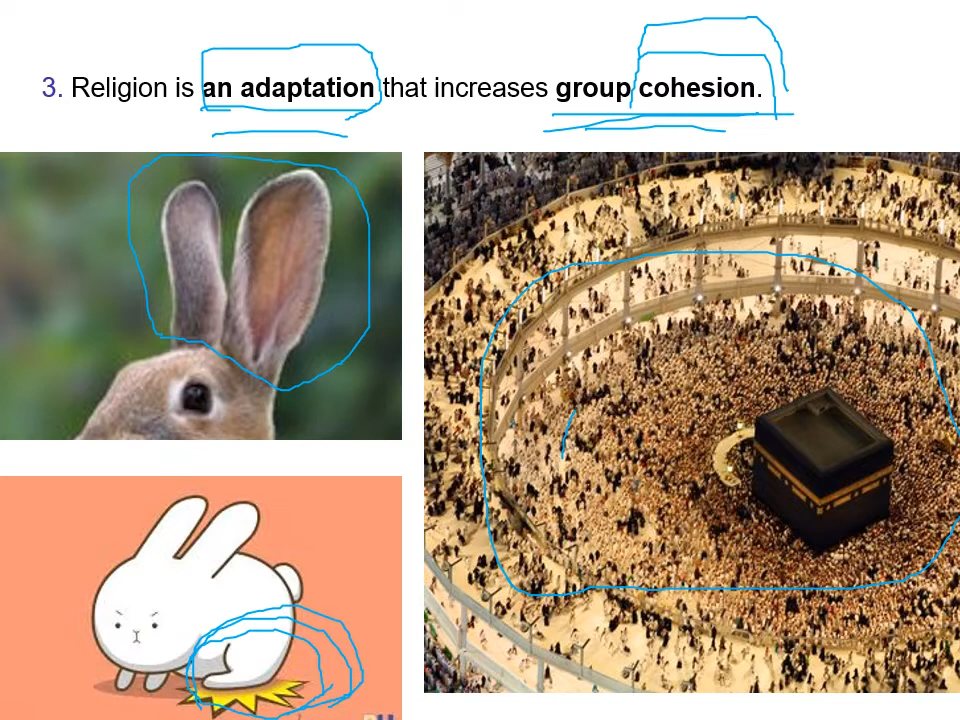 3. Religion is an adaptation that increases group cohesion.